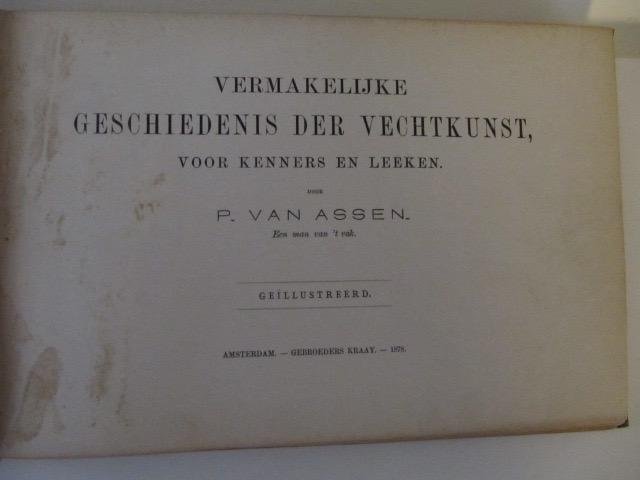 VERMAKELIJKE
GESCHIEDENIS DER VECHTKUNST,
VOOR KENNERS EN LEEKEN.
DOOR
P. VAN ASSEN.
Een man van 't vak.
GEÏLLUSTREERD.
AMSTERDAM. — GEBROEDERS KRAAY. — 1878.